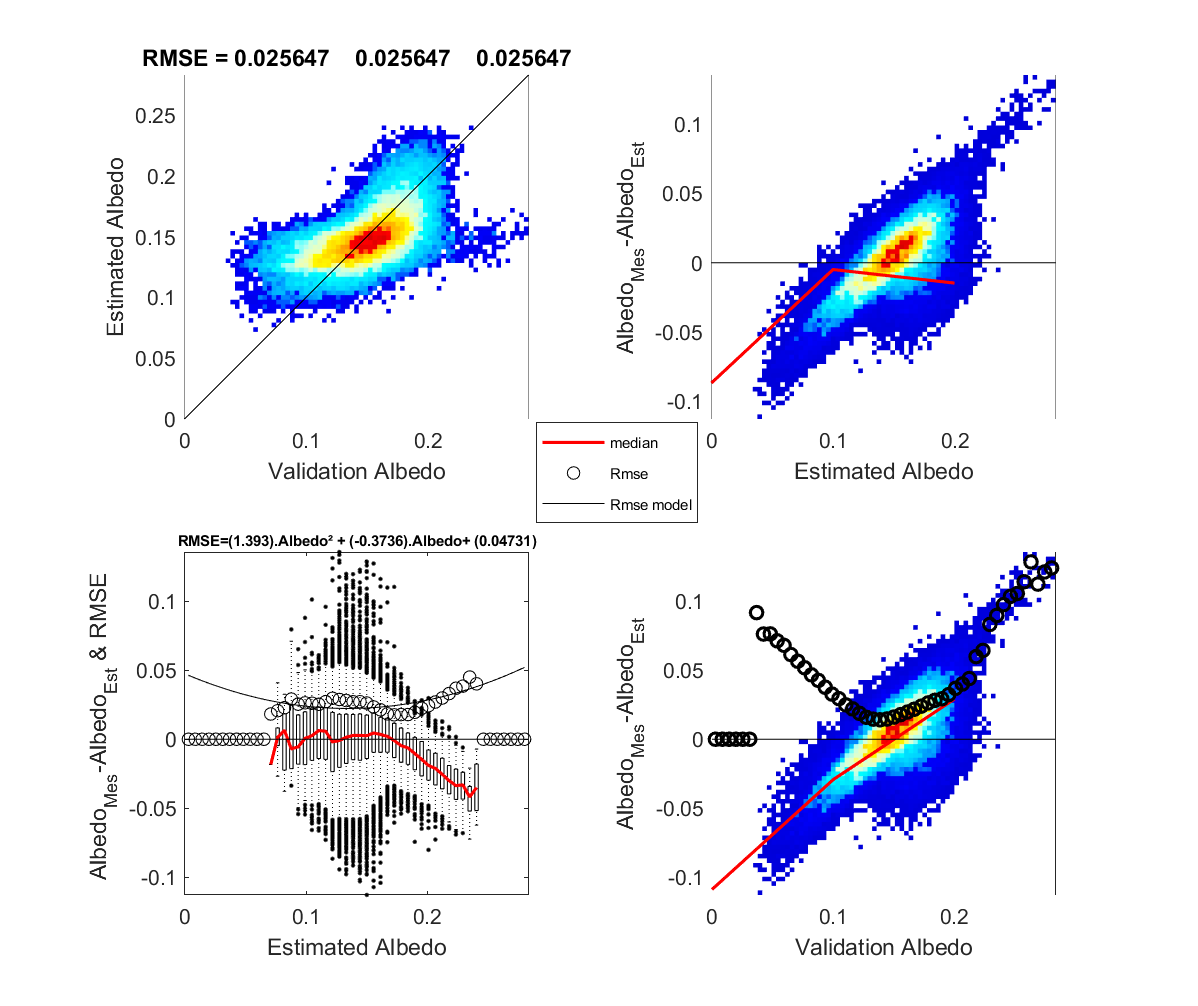 RMSE = 0.025647 0.025647 0.025647
0.25
0.2
0.15
0.1
0.05
0
0 0.1 0.2
Estimated Albedo
Validation Albedo
0.1
0.05
0
-0.05
-0.1
0 0.1 0.2
Albedo_Mes-Albedo_Est
Estimated Albedo
median
Rmse
Rmse model
RMSE=(1.393).Albedo² + (-0.3736).Albedo+ (0.04731)
0.1
0.05
0
-0.05
-0.1
0 0.1 0.2
Albedo_Mes-Albedo_Est & RMSE
Estimated Albedo
0.1
0.05
0
-0.05
-0.1
0 0.1 0.2
Albedo_Mes-Albedo_Est
Validation Albedo